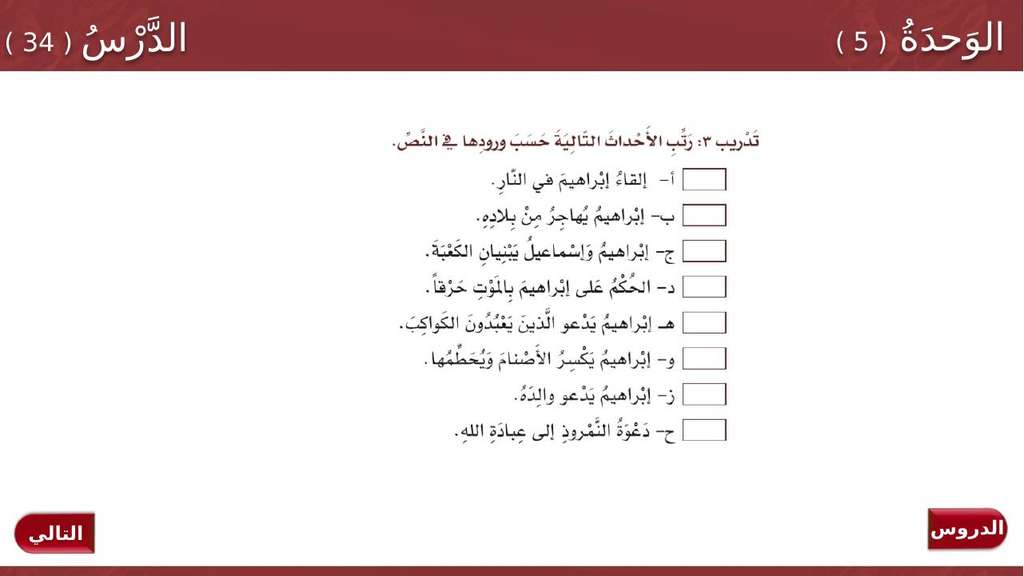 الوَحدَةُ ( 5 )
الدَّرْسُ ( 34 )
تَدْريب ٣: رَتِّبِ الأَحْداثَ التّالِيَةَ حَسَبَ ورودِها في النَّصِّ.
أ- إلقاءُ إبْراهيمَ في النّارِ.
ب- إبْراهيمُ يُهاجِرُ مِنْ بِلادِهِ.
ج- إبْراهيمُ وَإسْماعيلُ يَبْنِيانِ الكَعْبَةَ.
د- الحُكْمُ عَلى إبْراهيمَ بِالمَوْتِ حَرْقاً.
هـ إبْراهيمُ يَدْعو الَّذينَ يَعْبُدُونَ الكَواكِبَ.
و- إبْراهيمُ يَكْسِرُ الأَصْنامَ وَيُحَطِّمُها.
ز- إبْراهيمُ يَدْعو والِدَهُ.
ح- دَعْوَةُ النَّمْروذِ إلى عِبادَةِ اللهِ.
الدروس
التالي